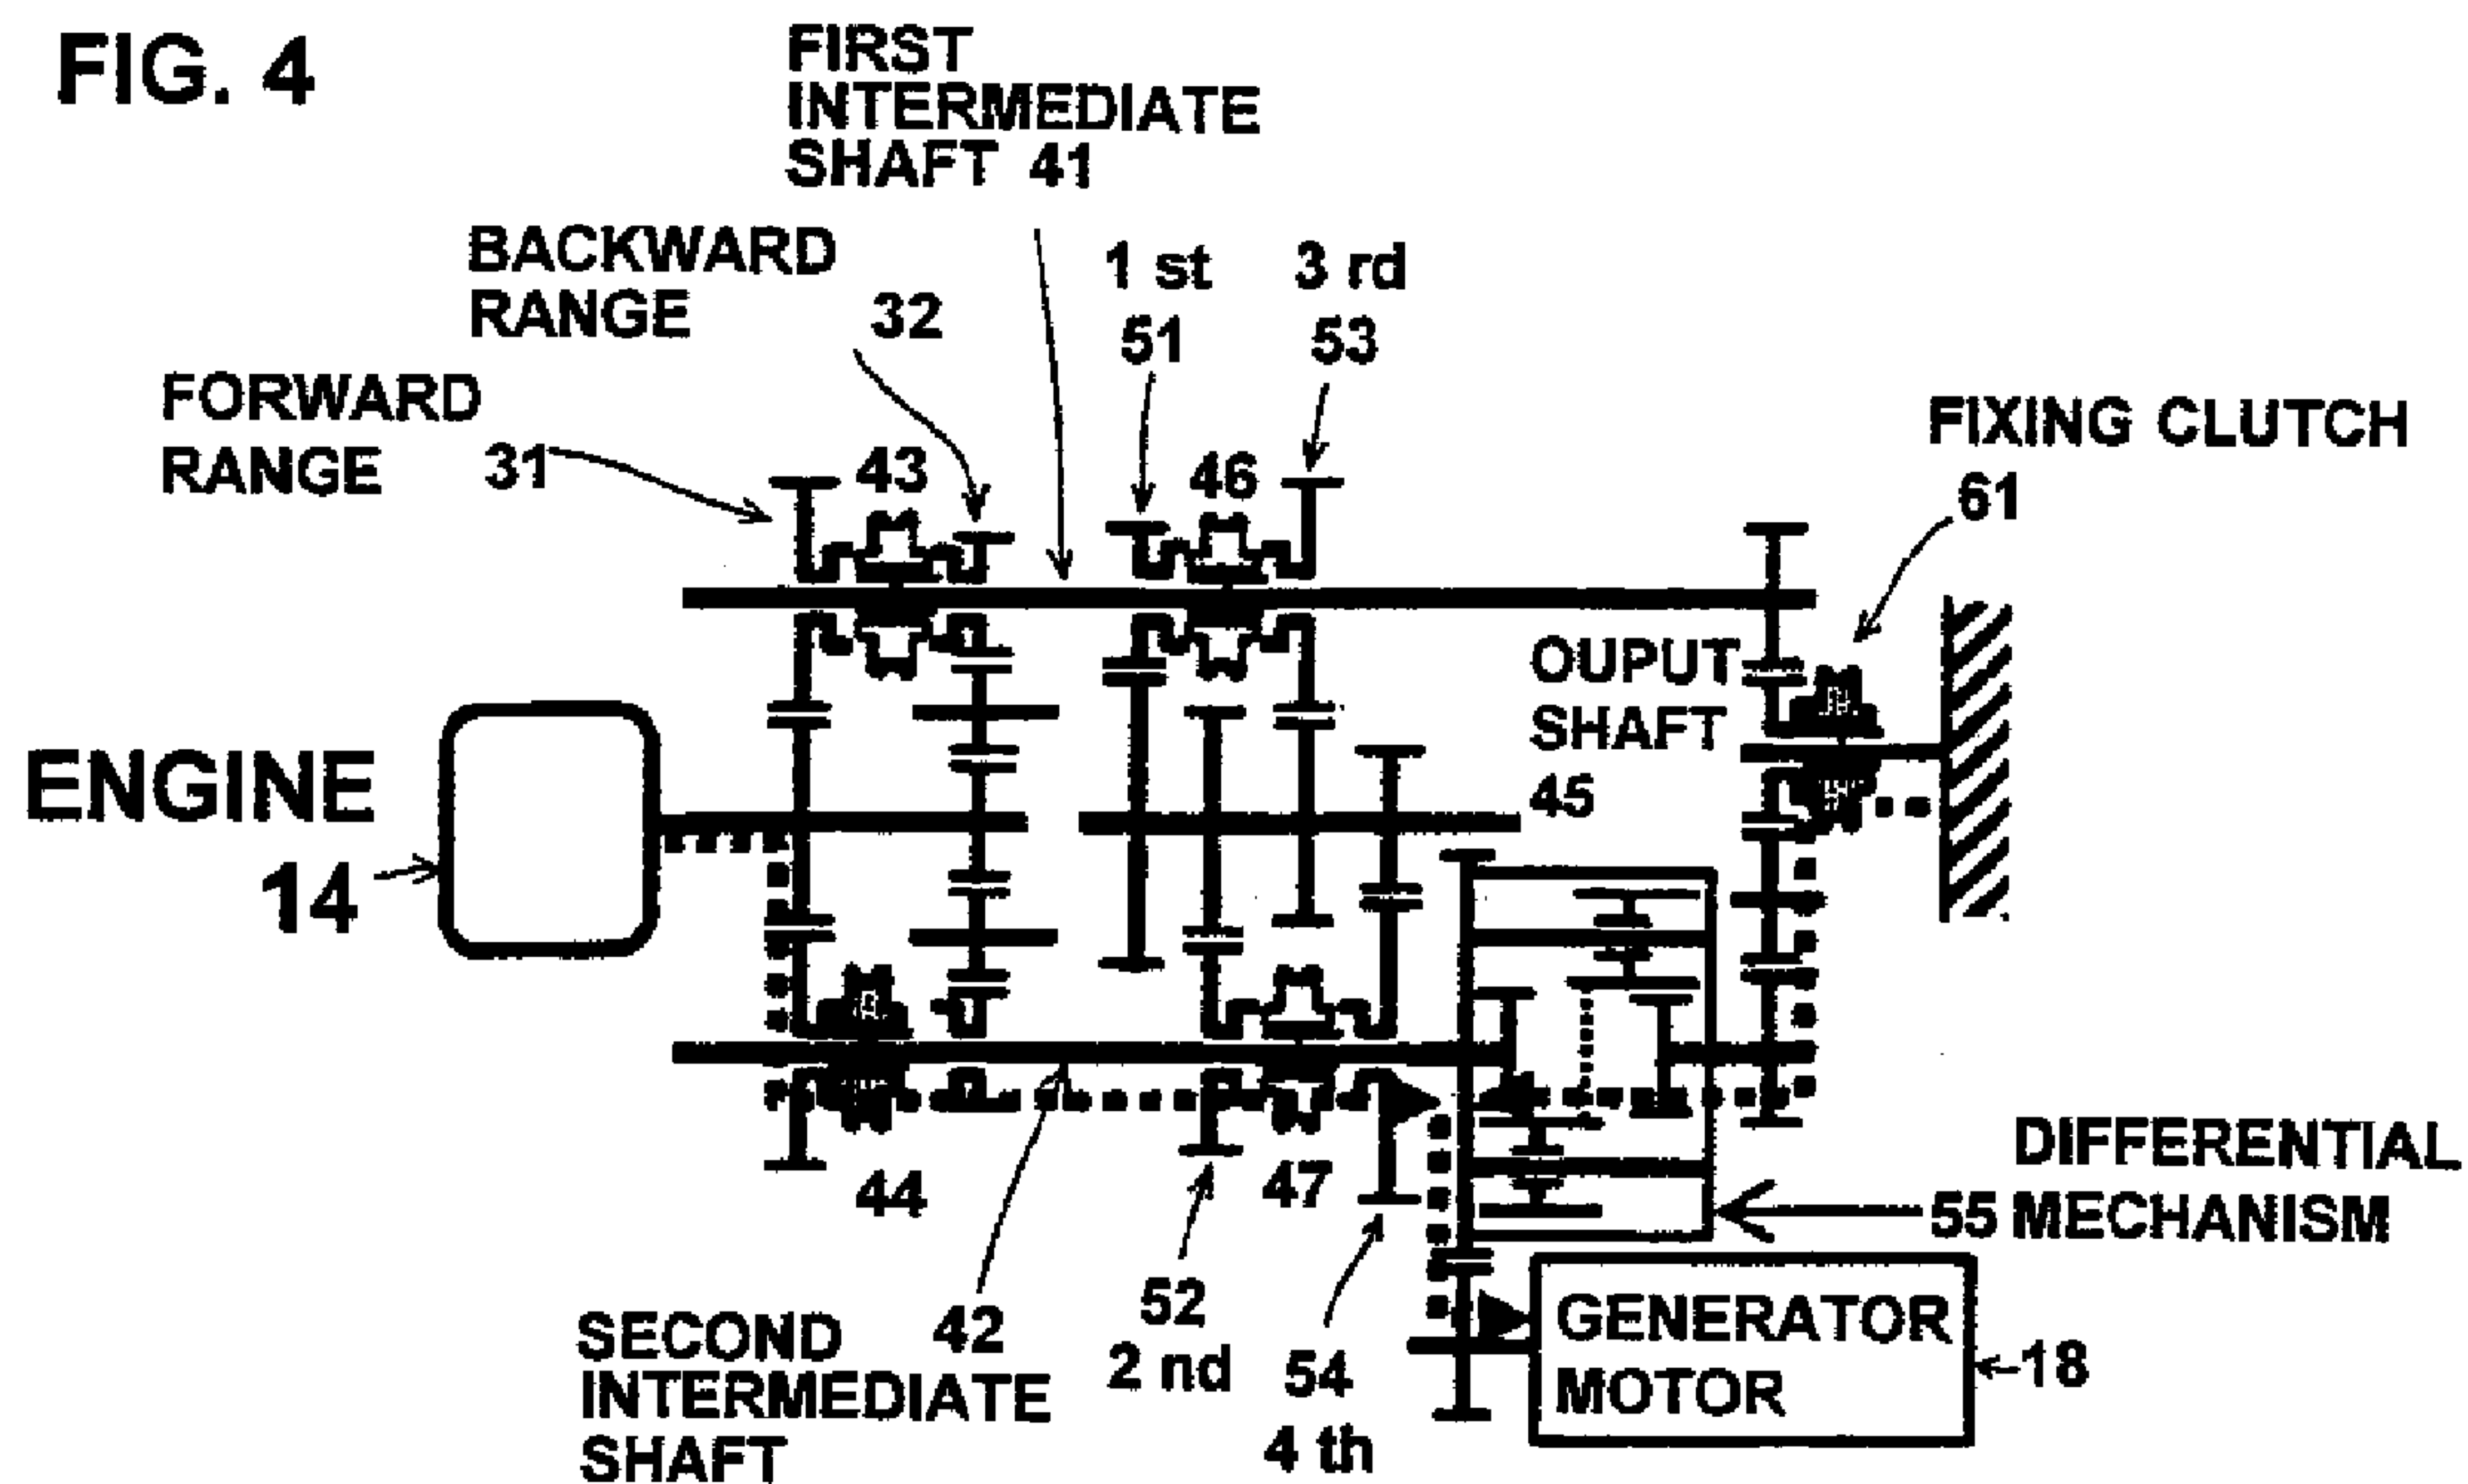 FIG. 4
FIRST
INTERMEDIATE
SHAFT 41
BACKWARD
RANGE 32
1 st
51
3 rd
53
FORWARD
RANGE 31
43
46
FIXING CLUTCH
61
OUPUT
SHAFT
45
ENGINE
14
44
47
DIFFERENTIAL
55 MECHANISM
52
2 nd
54
4 th
SECOND 42
INTERMEDIATE
SHAFT
GENERATOR
MOTOR
18